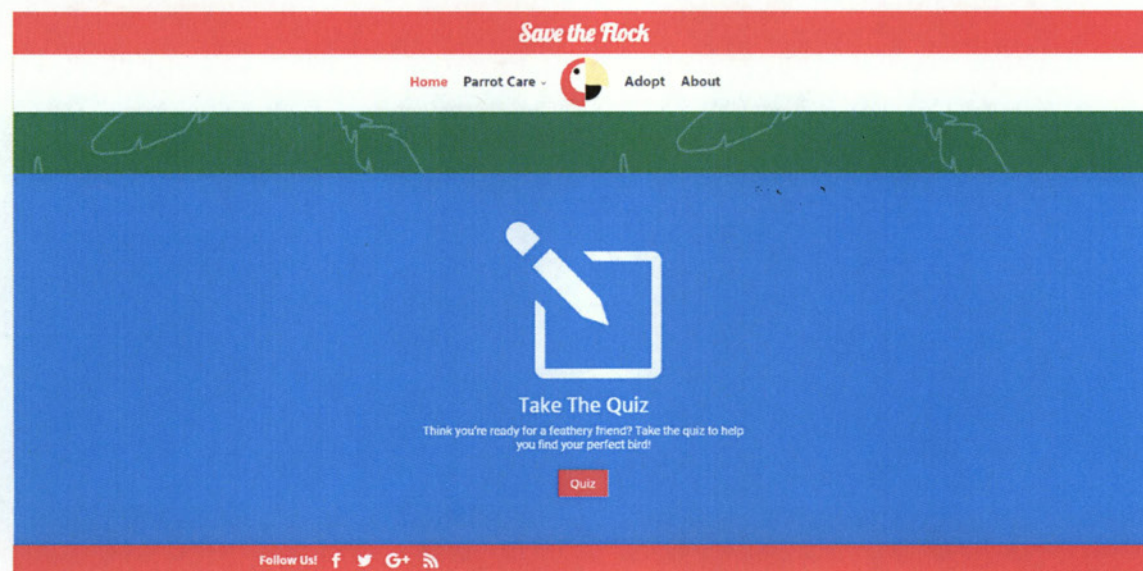 Save the Flock
Home Parrot Care Adopt About
Take The Quiz
Think you're ready for a feathery friend? Take the quiz to help
you find your perfect bird!
Quiz
Follow Us! f G+